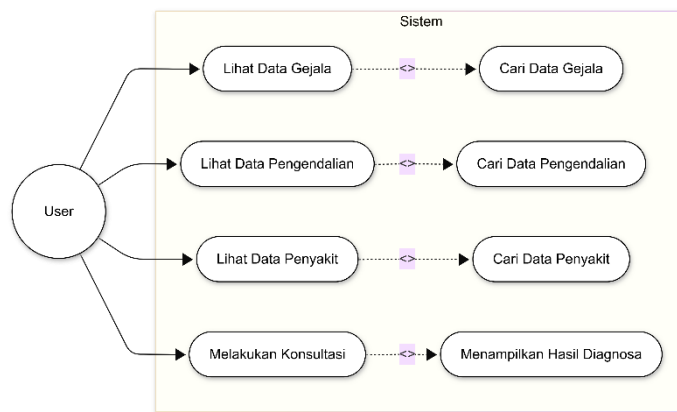 Sistem
User
Lihat Data Gejala <> Cari Data Gejala
Lihat Data Pengendalian <> Cari Data Pengendalian
Lihat Data Penyakit <> Cari Data Penyakit
Melakukan Konsultasi <> Menampilkan Hasil Diagnosa